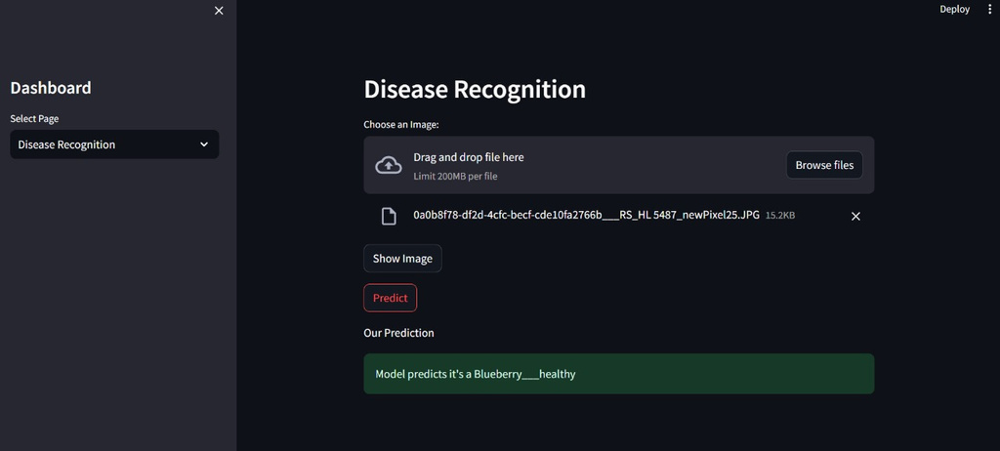 Deploy
Dashboard
Select Page
Disease Recognition
Disease Recognition
Choose an Image:
Drag and drop file here
Limit 200MB per file
Browse files
0a0b8f78-df2d-4cfc-becf-cde10fa2766b___RS_HL 5487_newPixel25.JPG 15.2KB
Show Image
Predict
Our Prediction
Model predicts it's a Blueberry___healthy